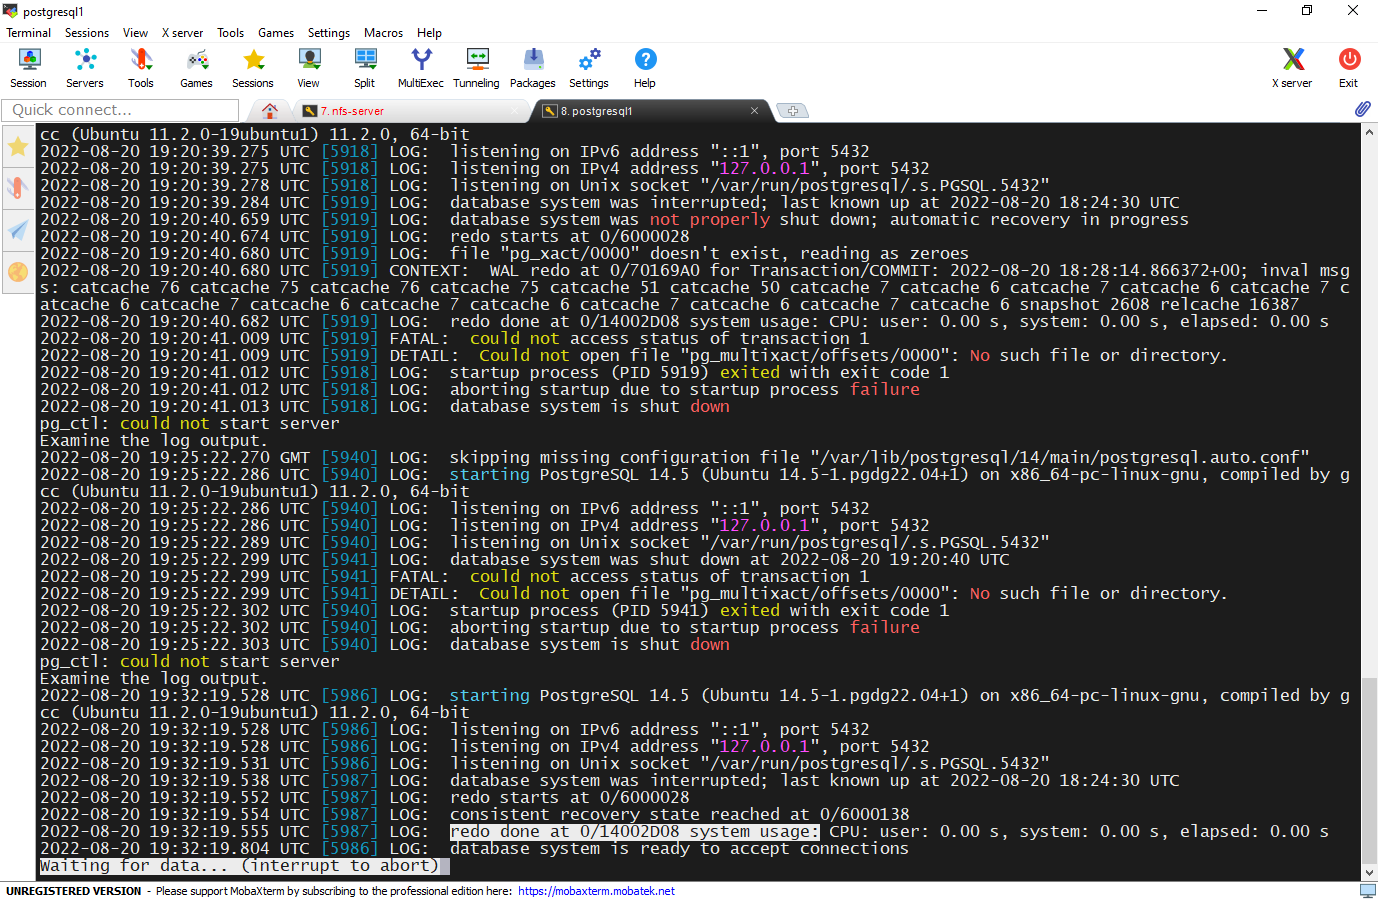 postgresql1
Terminal Sessions View X server Tools Games Settings Macros Help
Session Servers Tools Games Sessions View Split MultiExec Tunneling Packages Settings Help X server Exit
Quick connect... 7. nfs-server 8. postgresql1
cc (Ubuntu 11.2.0-19ubuntu1) 11.2.0, 64-bit
2022-08-20 19:20:39.275 UTC [5918] LOG:  listening on IPv6 address "::1", port 5432
2022-08-20 19:20:39.275 UTC [5918] LOG:  listening on IPv4 address "127.0.0.1", port 5432
2022-08-20 19:20:39.278 UTC [5918] LOG:  listening on Unix socket "/var/run/postgresql/.s.PGSQL.5432"
2022-08-20 19:20:39.284 UTC [5919] LOG:  database system was interrupted; last known up at 2022-08-20 18:24:30 UTC
2022-08-20 19:20:40.659 UTC [5919] LOG:  database system was not properly shut down; automatic recovery in progress
2022-08-20 19:20:40.674 UTC [5919] LOG:  redo starts at 0/6000028
2022-08-20 19:20:40.680 UTC [5919] LOG:  file "pg_xact/0000" doesn't exist, reading as zeroes
2022-08-20 19:20:40.680 UTC [5919] CONTEXT:  WAL redo at 0/70169A0 for Transaction/COMMIT: 2022-08-20 18:28:14.866372+00; inval msg
s: catcache 76 catcache 75 catcache 76 catcache 75 catcache 51 catcache 50 catcache 7 catcache 6 catcache 7 catcache 6 catcache 7 c
atcache 6 catcache 7 catcache 6 catcache 7 catcache 6 catcache 7 catcache 6 catcache 7 catcache 6 snapshot 2608 relcache 16387
2022-08-20 19:20:40.682 UTC [5919] LOG:  redo done at 0/14002D08 system usage: CPU: user: 0.00 s, system: 0.00 s, elapsed: 0.00 s
2022-08-20 19:20:41.009 UTC [5919] FATAL:  could not access status of transaction 1
2022-08-20 19:20:41.009 UTC [5919] DETAIL:  Could not open file "pg_multixact/offsets/0000": No such file or directory.
2022-08-20 19:20:41.012 UTC [5918] LOG:  startup process (PID 5919) exited with exit code 1
2022-08-20 19:20:41.012 UTC [5918] LOG:  aborting startup due to startup process failure
2022-08-20 19:20:41.013 UTC [5918] LOG:  database system is shut down
pg_ctl: could not start server
Examine the log output.
2022-08-20 19:25:22.270 GMT [5940] LOG:  skipping missing configuration file "/var/lib/postgresql/14/main/postgresql.auto.conf"
2022-08-20 19:25:22.286 UTC [5940] LOG:  starting PostgreSQL 14.5 (Ubuntu 14.5-1.pgdg22.04+1) on x86_64-pc-linux-gnu, compiled by g
cc (Ubuntu 11.2.0-19ubuntu1) 11.2.0, 64-bit
2022-08-20 19:25:22.286 UTC [5940] LOG:  listening on IPv6 address "::1", port 5432
2022-08-20 19:25:22.286 UTC [5940] LOG:  listening on IPv4 address "127.0.0.1", port 5432
2022-08-20 19:25:22.289 UTC [5940] LOG:  listening on Unix socket "/var/run/postgresql/.s.PGSQL.5432"
2022-08-20 19:25:22.299 UTC [5941] LOG:  database system was shut down at 2022-08-20 19:20:40 UTC
2022-08-20 19:25:22.299 UTC [5941] FATAL:  could not access status of transaction 1
2022-08-20 19:25:22.299 UTC [5941] DETAIL:  Could not open file "pg_multixact/offsets/0000": No such file or directory.
2022-08-20 19:25:22.302 UTC [5940] LOG:  startup process (PID 5941) exited with exit code 1
2022-08-20 19:25:22.302 UTC [5940] LOG:  aborting startup due to startup process failure
2022-08-20 19:25:22.303 UTC [5940] LOG:  database system is shut down
pg_ctl: could not start server
Examine the log output.
2022-08-20 19:32:19.528 UTC [5986] LOG:  starting PostgreSQL 14.5 (Ubuntu 14.5-1.pgdg22.04+1) on x86_64-pc-linux-gnu, compiled by g
cc (Ubuntu 11.2.0-19ubuntu1) 11.2.0, 64-bit
2022-08-20 19:32:19.528 UTC [5986] LOG:  listening on IPv6 address "::1", port 5432
2022-08-20 19:32:19.528 UTC [5986] LOG:  listening on IPv4 address "127.0.0.1", port 5432
2022-08-20 19:32:19.531 UTC [5986] LOG:  listening on Unix socket "/var/run/postgresql/.s.PGSQL.5432"
2022-08-20 19:32:19.538 UTC [5987] LOG:  database system was interrupted; last known up at 2022-08-20 18:24:30 UTC
2022-08-20 19:32:19.552 UTC [5987] LOG:  redo starts at 0/6000028
2022-08-20 19:32:19.554 UTC [5987] LOG:  consistent recovery state reached at 0/6000138
2022-08-20 19:32:19.555 UTC [5987] LOG:  redo done at 0/14002D08 system usage: CPU: user: 0.00 s, system: 0.00 s, elapsed: 0.00 s
2022-08-20 19:32:19.804 UTC [5986] LOG:  database system is ready to accept connections
Waiting for data... (interrupt to abort)
UNREGISTERED VERSION - Please support MobaXterm by subscribing to the professional edition here: https://mobaxterm.mobatek.net